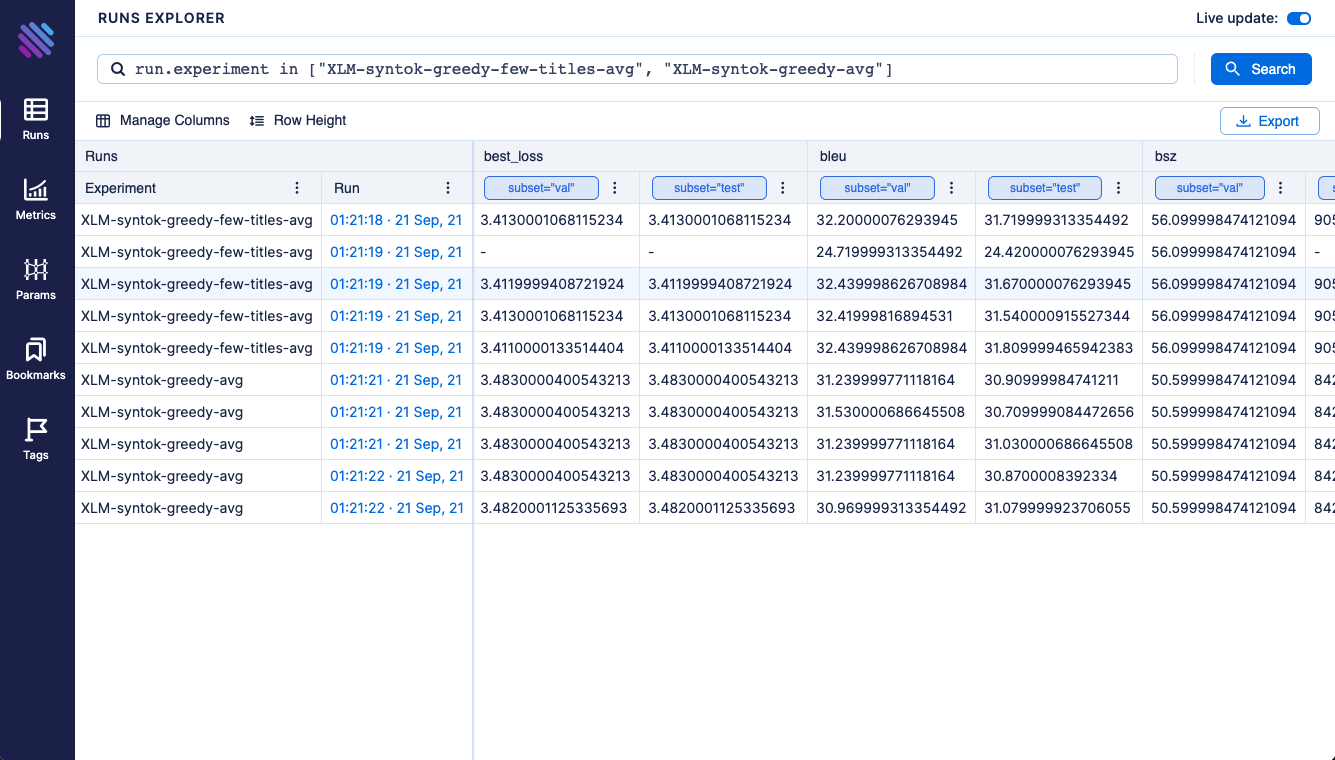 RUNS EXPLORER
Live update:
run.experiment in ["XLM-syntok-greedy-few-titles-avg", "XLM-syntok-greedy-avg"]
Search
Manage Columns Row Height Export
Runs best_loss bleu bsz
Experiment Run subset="val" subset="test" subset="val" subset="test" subset="val"
XLM-syntok-greedy-few-titles-avg 01:21:18 · 21 Sep, 21 3.4130001068115234 3.4130001068115234 32.20000076293945 31.719999313354492 56.099998474121094 905
XLM-syntok-greedy-few-titles-avg 01:21:19 · 21 Sep, 21 - - 24.719999313354492 24.420000076293945 56.099998474121094 -
XLM-syntok-greedy-few-titles-avg 01:21:19 · 21 Sep, 21 3.4119999408721924 3.4119999408721924 32.439998626708984 31.670000076293945 56.099998474121094 905
XLM-syntok-greedy-few-titles-avg 01:21:19 · 21 Sep, 21 3.4130001068115234 3.4130001068115234 32.41999816894531 31.540000915527344 56.099998474121094 905
XLM-syntok-greedy-few-titles-avg 01:21:19 · 21 Sep, 21 3.4110000133514404 3.4110000133514404 32.439998626708984 31.809999465942383 56.099998474121094 905
XLM-syntok-greedy-avg 01:21:21 · 21 Sep, 21 3.4830000400543213 3.4830000400543213 31.239999771118164 30.90999984741211 50.599998474121094 842
XLM-syntok-greedy-avg 01:21:21 · 21 Sep, 21 3.4830000400543213 3.4830000400543213 31.530000686645508 30.709999084472656 50.599998474121094 842
XLM-syntok-greedy-avg 01:21:21 · 21 Sep, 21 3.4830000400543213 3.4830000400543213 31.239999771118164 31.030000686645508 50.599998474121094 842
XLM-syntok-greedy-avg 01:21:22 · 21 Sep, 21 3.4830000400543213 3.4830000400543213 31.239999771118164 30.8700008392334 50.599998474121094 842
XLM-syntok-greedy-avg 01:21:22 · 21 Sep, 21 3.4820001125335693 3.4820001125335693 30.969999313354492 31.079999923706055 50.599998474121094 842
Runs
Metrics
Params
Bookmarks
Tags